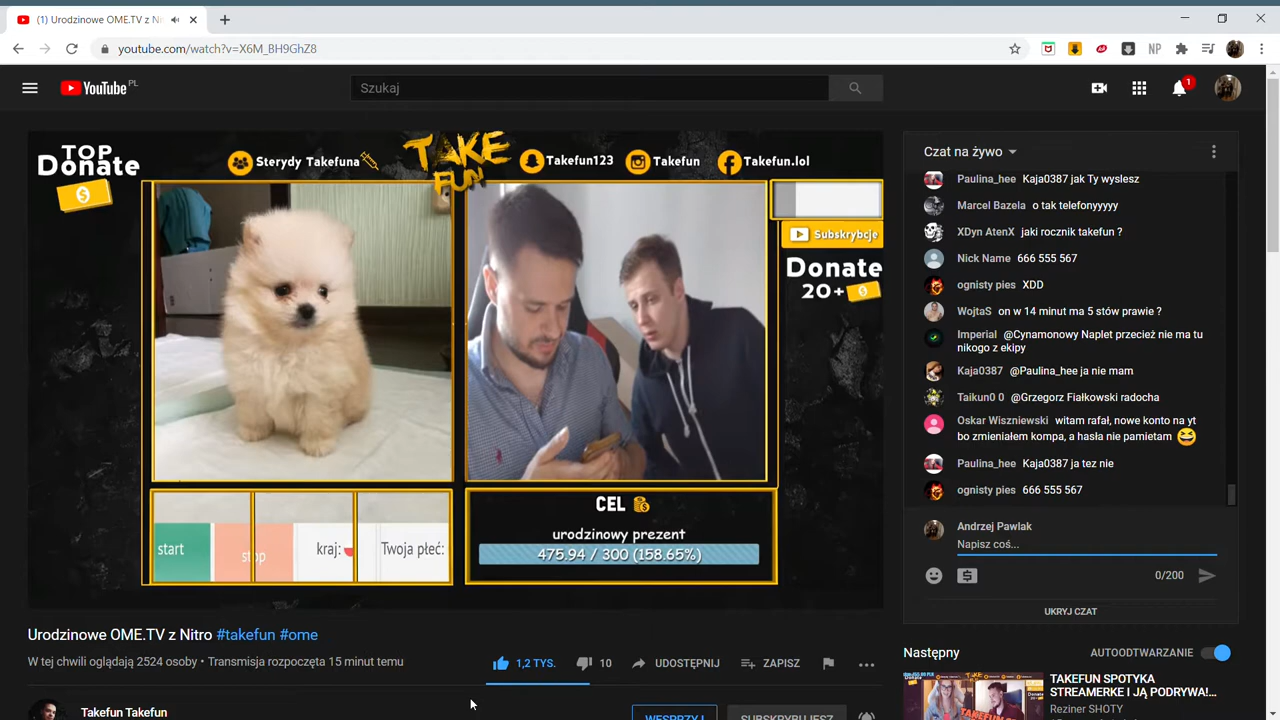 (1) Urodzinowe OME.TV z Ni
youtube.com/watch?v=X6M_BH9GhZ8
NP
YouTube PL
Szukaj
1
TOP
Donate
Sterydy Takefuna
TAKE
FUN
Takefun123
Takefun
Takefun.lol
Subskrybcje
Donate
20+
start
stop
kraj:
Twoja płeć:
CEL
urodzinowy prezent
475.94 / 300 (158.65%)
Urodzinowe OME.TV z Nitro #takefun #ome
W tej chwili ogląda 2524 osoby • Transmisja rozpoczęta 15 minut temu
1,2 TYS.
10
UDOSTĘPNIJ
ZAPISZ
Takefun Takefun
WESPRZYJ
SUBSKRYBUJESZ
Czat na żywo
Paulina_hee Kaja0387 jak Ty wyslesz
Marcel Bazela o tak telefonyyyy
XDyn AtenX jaki rocznik takefun ?
Nick Name 666 555 567
ognisty pies XDD
WojtaS on w 14 minut ma 5 stów prawie ?
Imperial @Cynamonowy Naplet przecież nie ma tu
nikogo z ekipy
Kaja0387 @Paulina_hee ja nie mam
Taikun0 0 @Grzegorz Fiałkowski radocha
Oskar Wiszniewski witam rafał, nowe konto na yt
bo zmieniałem kompa, a hasła nie pamietam
Paulina_hee Kaja0387 ja tez nie
ognisty pies 666 555 567
Andrzej Pawlak
Napisz coś...
0/200
UKRYJ CZAT
Następny
AUTOODTWARZANIE
TAKEFUN SPOTYKA
STREAMERKE I JĄ PODRYWA!...
Reziner SHOTY